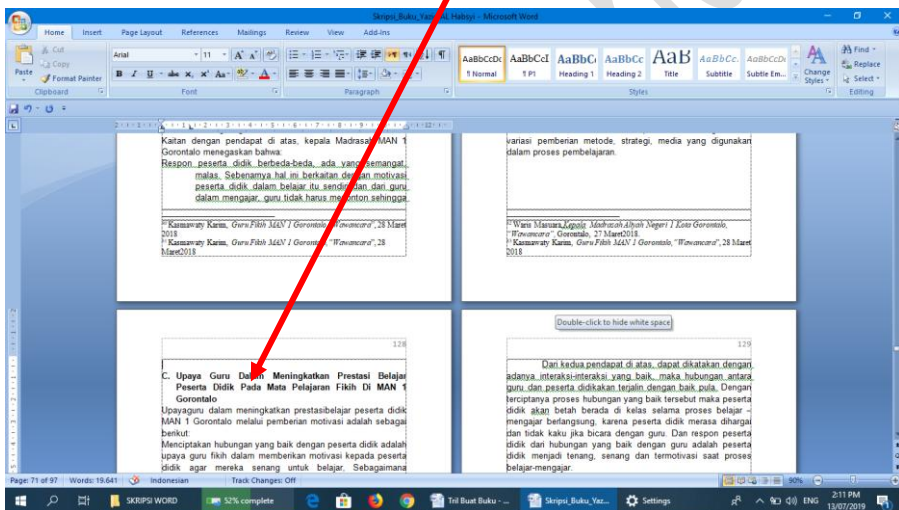 Skripsi_Buku_Yaz AL Habsyi - Microsoft Word
Home Insert Page Layout References Mailings Review View Add-Ins
Cut
Copy
Paste
Format Painter
Clipboard
Arial 11
Font
Paragraph
AaBbCcDc AaBbCcI AaBbC AaBbCc AaB AaBbCc. AaBbCcDc
¶ Normal ¶ P1 Heading 1 Heading 2 Title Subtitle Subtle Em...
Change Styles
Styles
Find
Replace
Select
Editing
Kaitan dengan pendapat di atas, kepala Madrasah MAN 1
Gorontalo menegaskan bahwa:
Respon peserta didik berbeda-beda, ada yang semangat,
malas. Sebenarnya hal ini berkaitan dengan motivasi
peserta didik dalam belajar itu sendiri dan dari guru
dalam mengajar, guru tidak harus menonton sehingga
Kasmawaty Karim, Guru Fikih MAN 1 Gorontalo, "Wawancara", 28 Maret
2018
Kasmawaty Karim, Guru Fikih MAN 1 Gorontalo, "Wawancara", 28
Maret2018
variasi pemberian metode, strategi, media yang digunakan
dalam proses pembelajaran.
Waris Masuara,Kepala Madrasah Aliyah Negeri 1 Kota Gorontalo,
"Wawancara", Gorontalo, 27 Maret2018.
Kasmawaty Karim, Guru Fikih MAN 1 Gorontalo, "Wawancara", 28 Maret
2018
Double-click to hide white space
128
C. Upaya Guru Dalam Meningkatkan Prestasi Belajar
Peserta Didik Pada Mata Pelajaran Fikih Di MAN 1
Gorontalo
Upayaguru dalam meningkatkan prestasibelajar peserta didik
MAN 1 Gorontalo melalui pemberian motivasi adalah sebagai
berikut:
Menciptakan hubungan yang baik dengan peserta didik adalah
upaya guru fikih dalam memberikan motivasi kepada peserta
didik agar mereka senang untuk belajar. Sebagaimana
129
Dari kedua pendapat di atas, dapat dikatakan dengan
adanya interaksi-interaksi yang baik, maka hubungan antara
guru dan peserta didikakan terjalin dengan baik pula. Dengan
terciptanya proses hubungan yang baik tersebut maka peserta
didik akan betah berada di kelas selama proses belajar –
mengajar berlangsung, karena peserta didik merasa dihargai
dan tidak kaku jika bicara dengan guru. Dan respon peserta
didik dari hubungan yang baik dengan guru adalah peserta
didik menjadi tenang, senang dan termotivasi saat proses
belajar-mengajar.
Page: 71 of 97 Words: 19.641 Indonesian Track Changes: Off 90%
SKRIPSI WORD 52% complete Tril Buat Buku - ... Skripsi_Buku_Yaz... Settings ENG 2:11 PM
13/07/2019